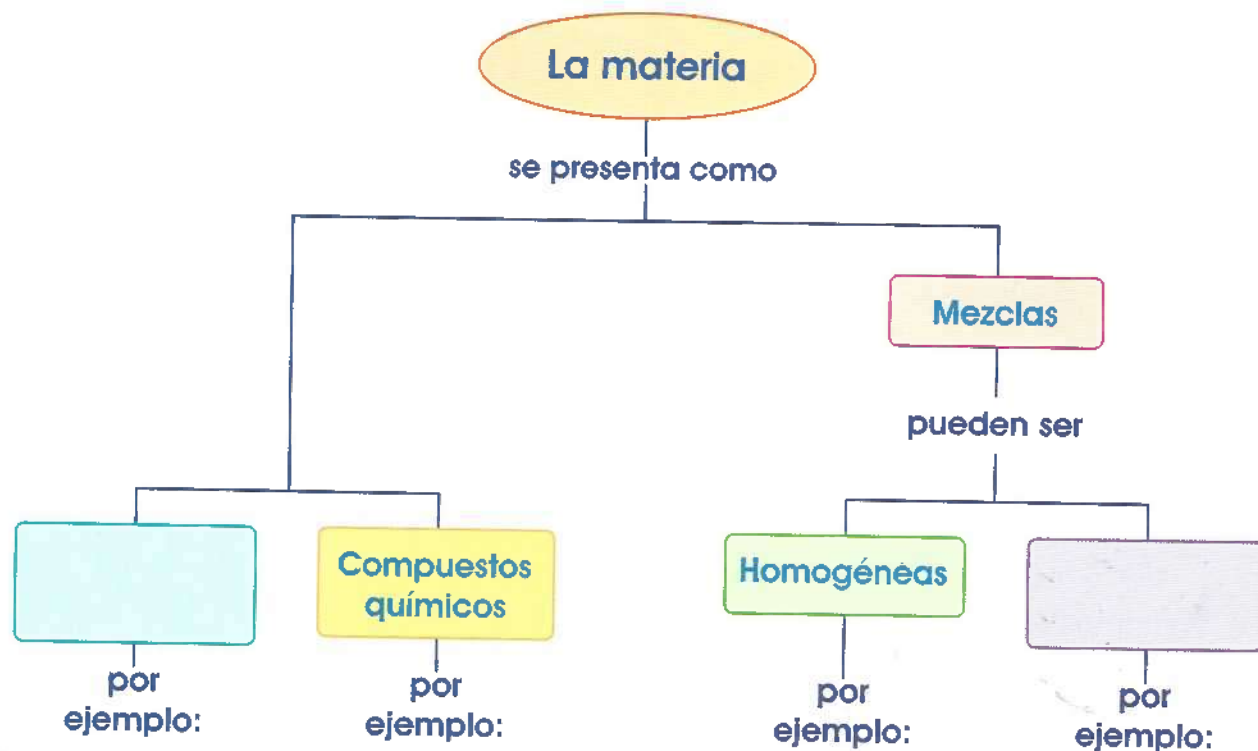 La materia
se presenta como
Mezclas
pueden ser
Compuestos
químicos
Homogéneas
por
ejemplo:
por
ejemplo:
por
ejemplo:
por
ejemplo: